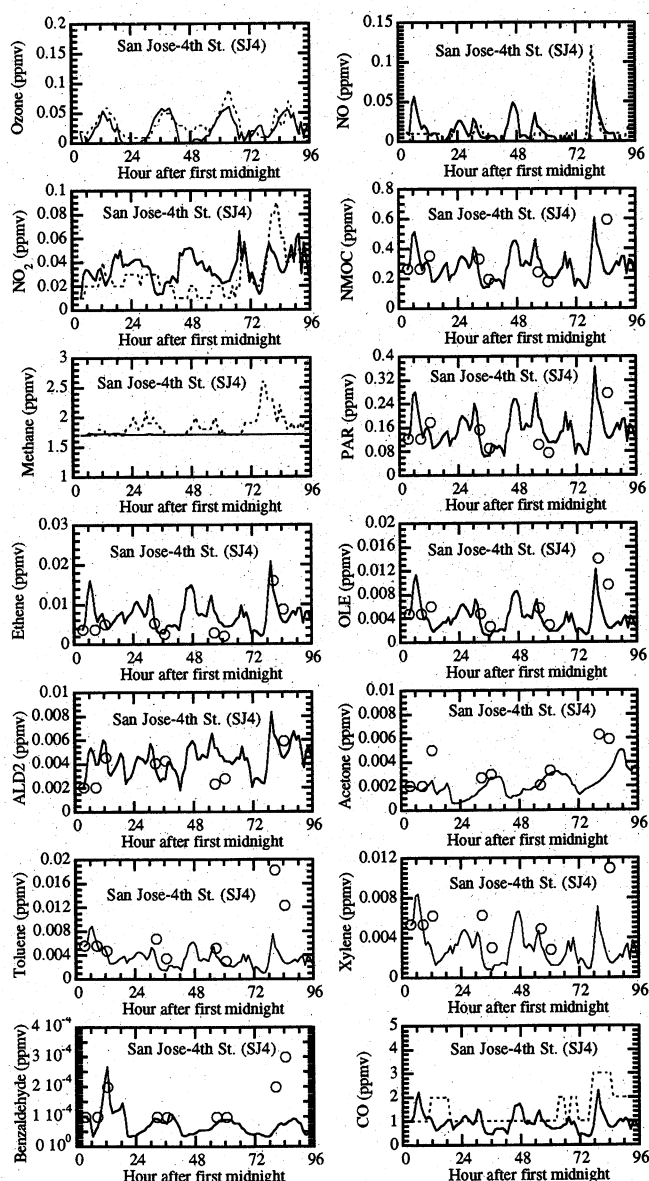 San Jose-4th St. (SJ4)
Ozone (ppmv)
0.2
0.15
0.1
0.05
0
0 24 48 72 96
Hour after first midnight
San Jose-4th St. (SJ4)
NO (ppmv)
0.15
0.1
0.05
0
0 24 48 72 96
Hour after first midnight
San Jose-4th St. (SJ4)
NO2 (ppmv)
0.1
0.08
0.06
0.04
0.02
0
0 24 48 72 96
Hour after first midnight
San Jose-4th St. (SJ4)
NMOC (ppmv)
0.8
0.6
0.4
0.2
0
0 24 48 72 96
Hour after first midnight
San Jose-4th St. (SJ4)
Methane (ppmv)
3
2.5
2
1.5
1
0 24 48 72 96
Hour after first midnight
San Jose-4th St. (SJ4)
PAR (ppmv)
0.4
0.32
0.24
0.16
0.08
0
0 24 48 72 96
Hour after first midnight
San Jose-4th St. (SJ4)
Ethene (ppmv)
0.03
0.02
0.01
0
0 24 48 72 96
Hour after first midnight
San Jose-4th St. (SJ4)
OLE (ppmv)
0.02
0.016
0.012
0.008
0.004
0
0 24 48 72 96
Hour after first midnight
San Jose-4th St. (SJ4)
ALD2 (ppmv)
0.01
0.008
0.006
0.004
0.002
0
0 24 48 72 96
Hour after first midnight
San Jose-4th St. (SJ4)
Acetone (ppmv)
0.01
0.008
0.006
0.004
0.002
0
0 24 48 72 96
Hour after first midnight
San Jose-4th St. (SJ4)
Toluene (ppmv)
0.02
0.016
0.012
0.008
0.004
0
0 24 48 72 96
Hour after first midnight
San Jose-4th St. (SJ4)
Xylene (ppmv)
0.012
0.008
0.004
0
0 24 48 72 96
Hour after first midnight
San Jose-4th St. (SJ4)
Benzaldehyde (ppmv)
4 10-4
3 10-4
2 10-4
1 10-4
0 100
0 24 48 72 96
Hour after first midnight
San Jose-4th St. (SJ4)
CO (ppmv)
5
4
3
2
1
0
0 24 48 72 96
Hour after first midnight